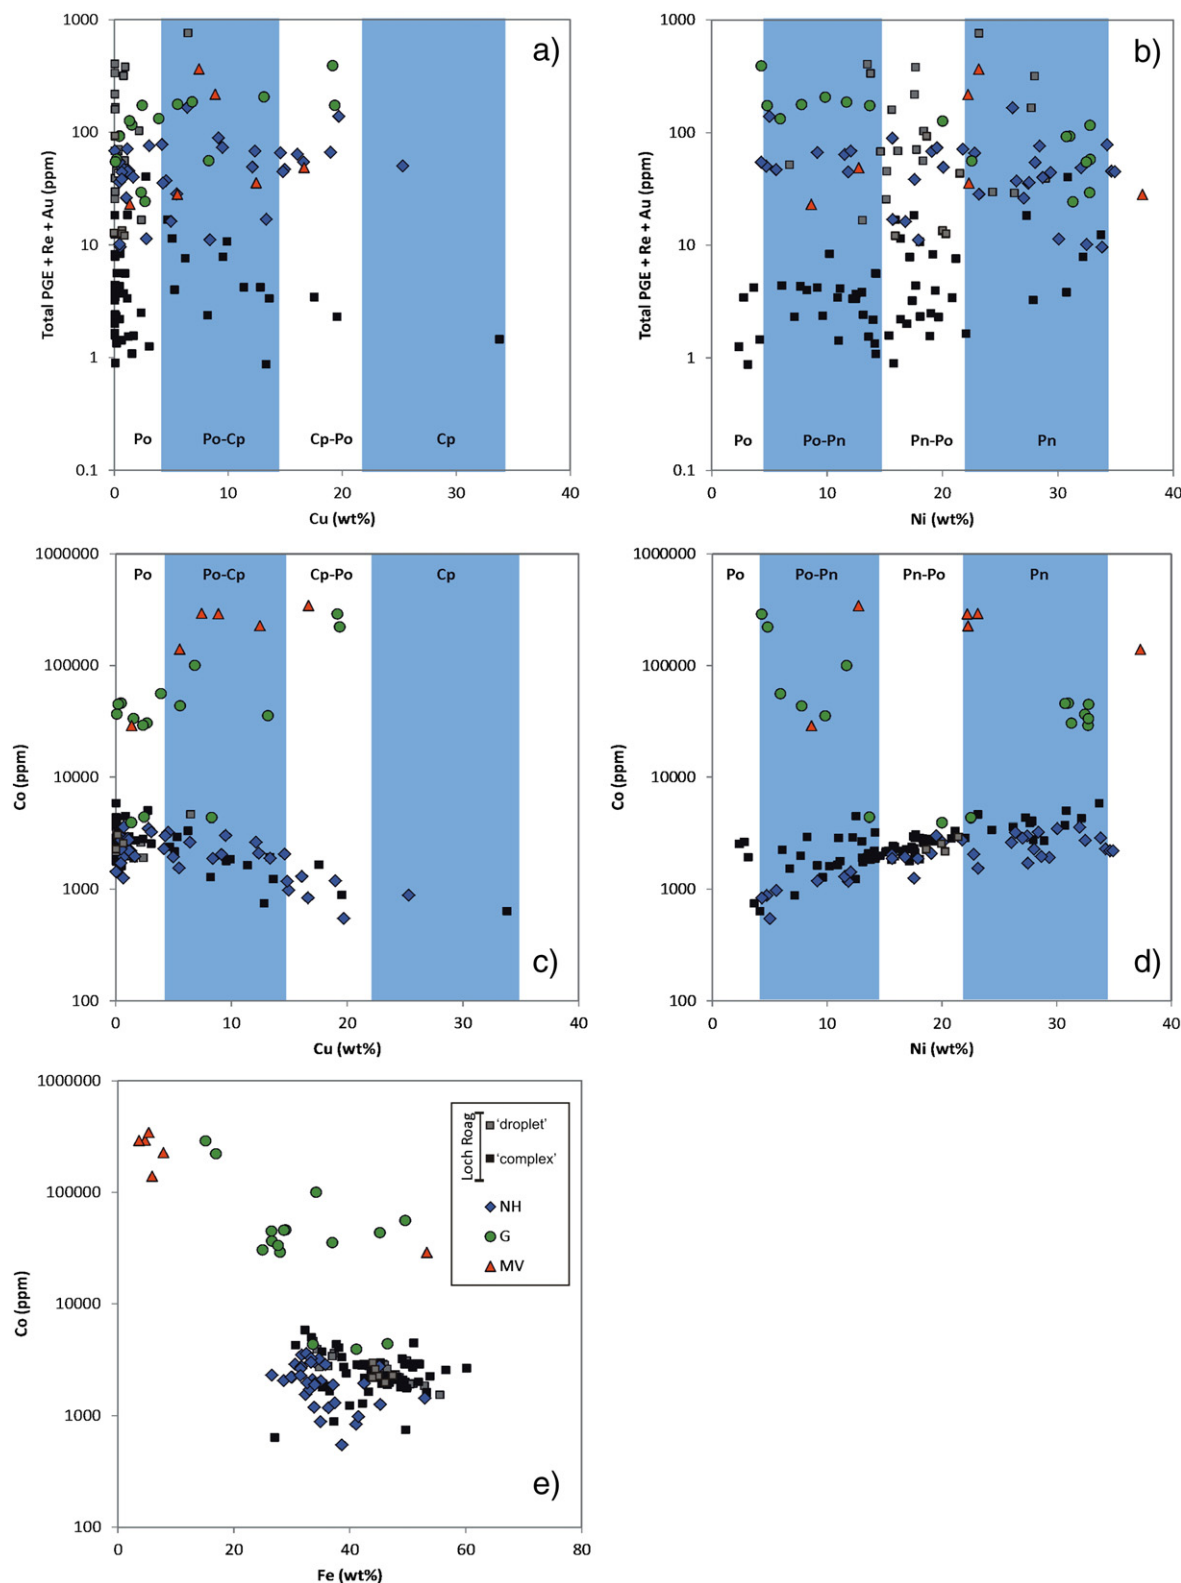 1000
100
10
1
0.1
Total PGE + Re + Au (ppm)
a)
Po
Po-Cp
Cp-Po
Cp
0
10
20
30
40
Cu (wt%)
1000
100
10
1
0.1
Total PGE + Re + Au (ppm)
b)
Po
Po-Pn
Pn-Po
Pn
0
10
20
30
40
Ni (wt%)
1000000
100000
10000
1000
100
Co (ppm)
Po
Po-Cp
Cp-Po
Cp
c)
0
10
20
30
40
Cu (wt%)
1000000
100000
10000
1000
100
Co (ppm)
Po
Po-Pn
Pn-Po
Pn
d)
0
10
20
30
40
Ni (wt%)
1000000
100000
10000
1000
100
Co (ppm)
Loch Roag
'droplet'
'complex'
NH
G
MV
e)
0
20
40
60
80
Fe (wt%)